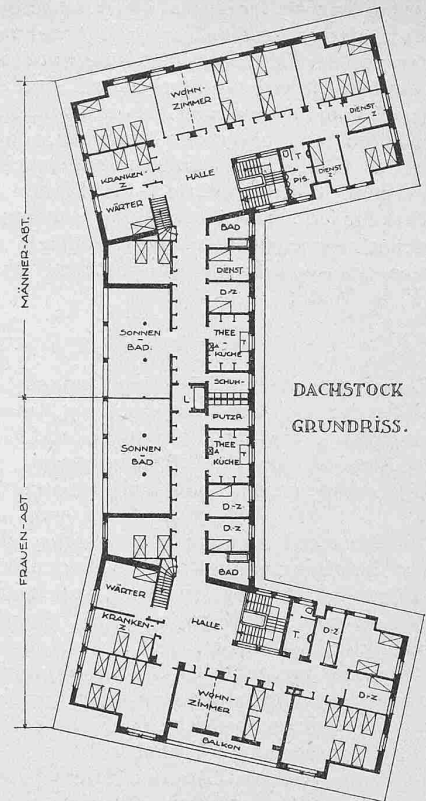 WOHN-
ZIMMER
DIENST
Z
KRANKEN-
Z
HALLE
T.
PIS.
DIENST
Z
WÄRTER
BAD
DIENST
D-Z
MÄNNER-ABT.
SONNEN
BAD.
THEE
KÜCHE
A
T
SCHUH-
L
PUTZR.
DACHSTOCK
GRUNDRISS.
SONNEN
BAD
THEE
KÜCHE
A
T
D-Z
D-Z
BAD
FRAUEN-ABT
WÄRTER
KRANKEN-
Z
HALLE.
T.
D-Z
D-Z
WOHN-
ZIMMER
BALKON